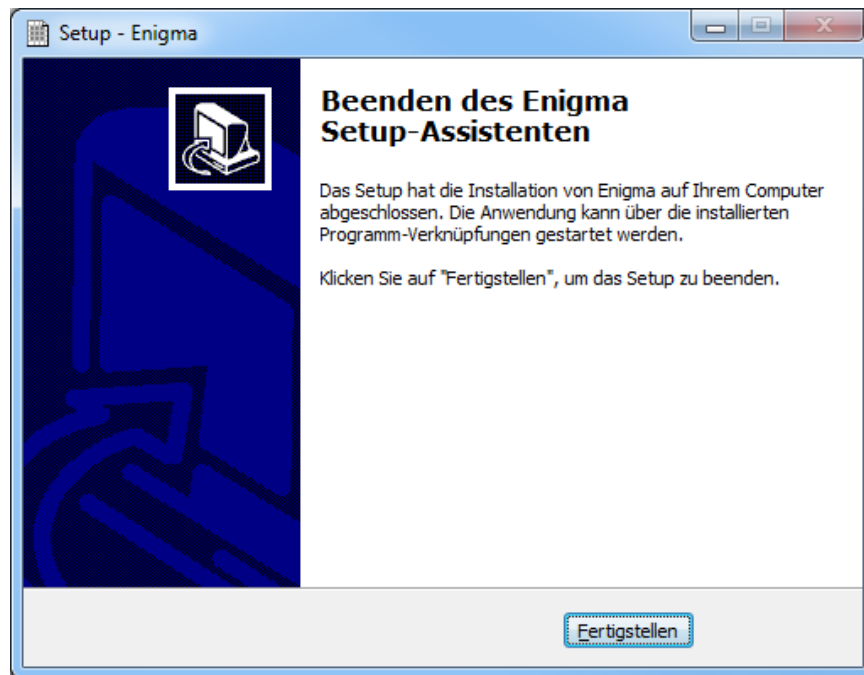 Setup - Enigma
Beenden des Enigma
Setup-Assistenten
Das Setup hat die Installation von Enigma auf Ihrem Computer
abgeschlossen. Die Anwendung kann über die installierten
Programm-Verknüpfungen gestartet werden.
Klicken Sie auf "Fertigstellen", um das Setup zu beenden.
Fertigstellen